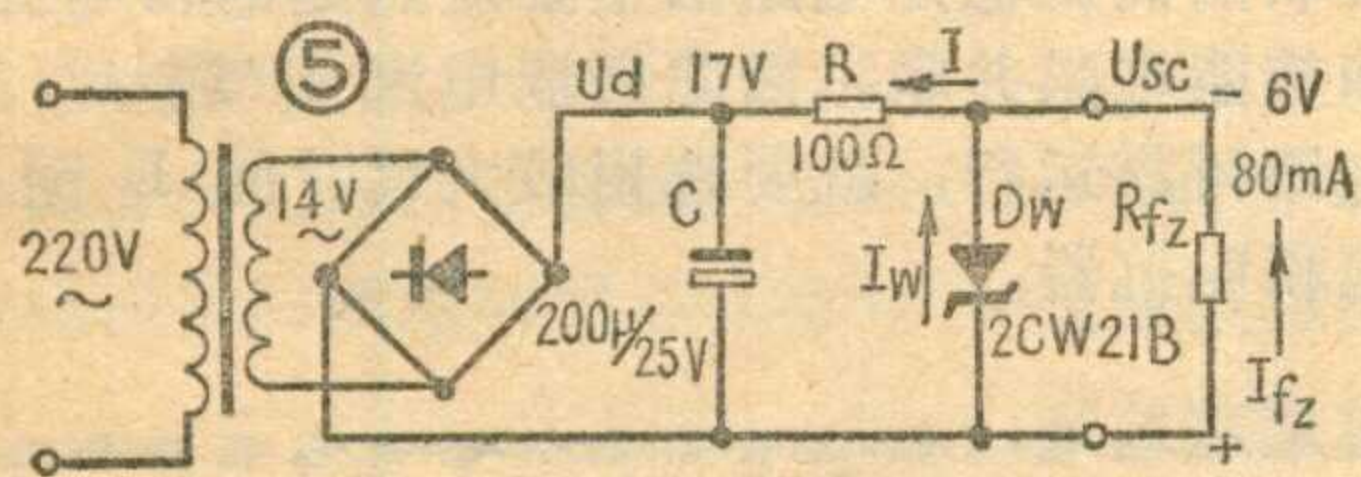 ⑤
Ud 17V R I Usc - 6V
100Ω
80mA
14V
~
C
Dw
Rfz
220V
~
Iw
200μ/25V
2CW21B
Ifz
+